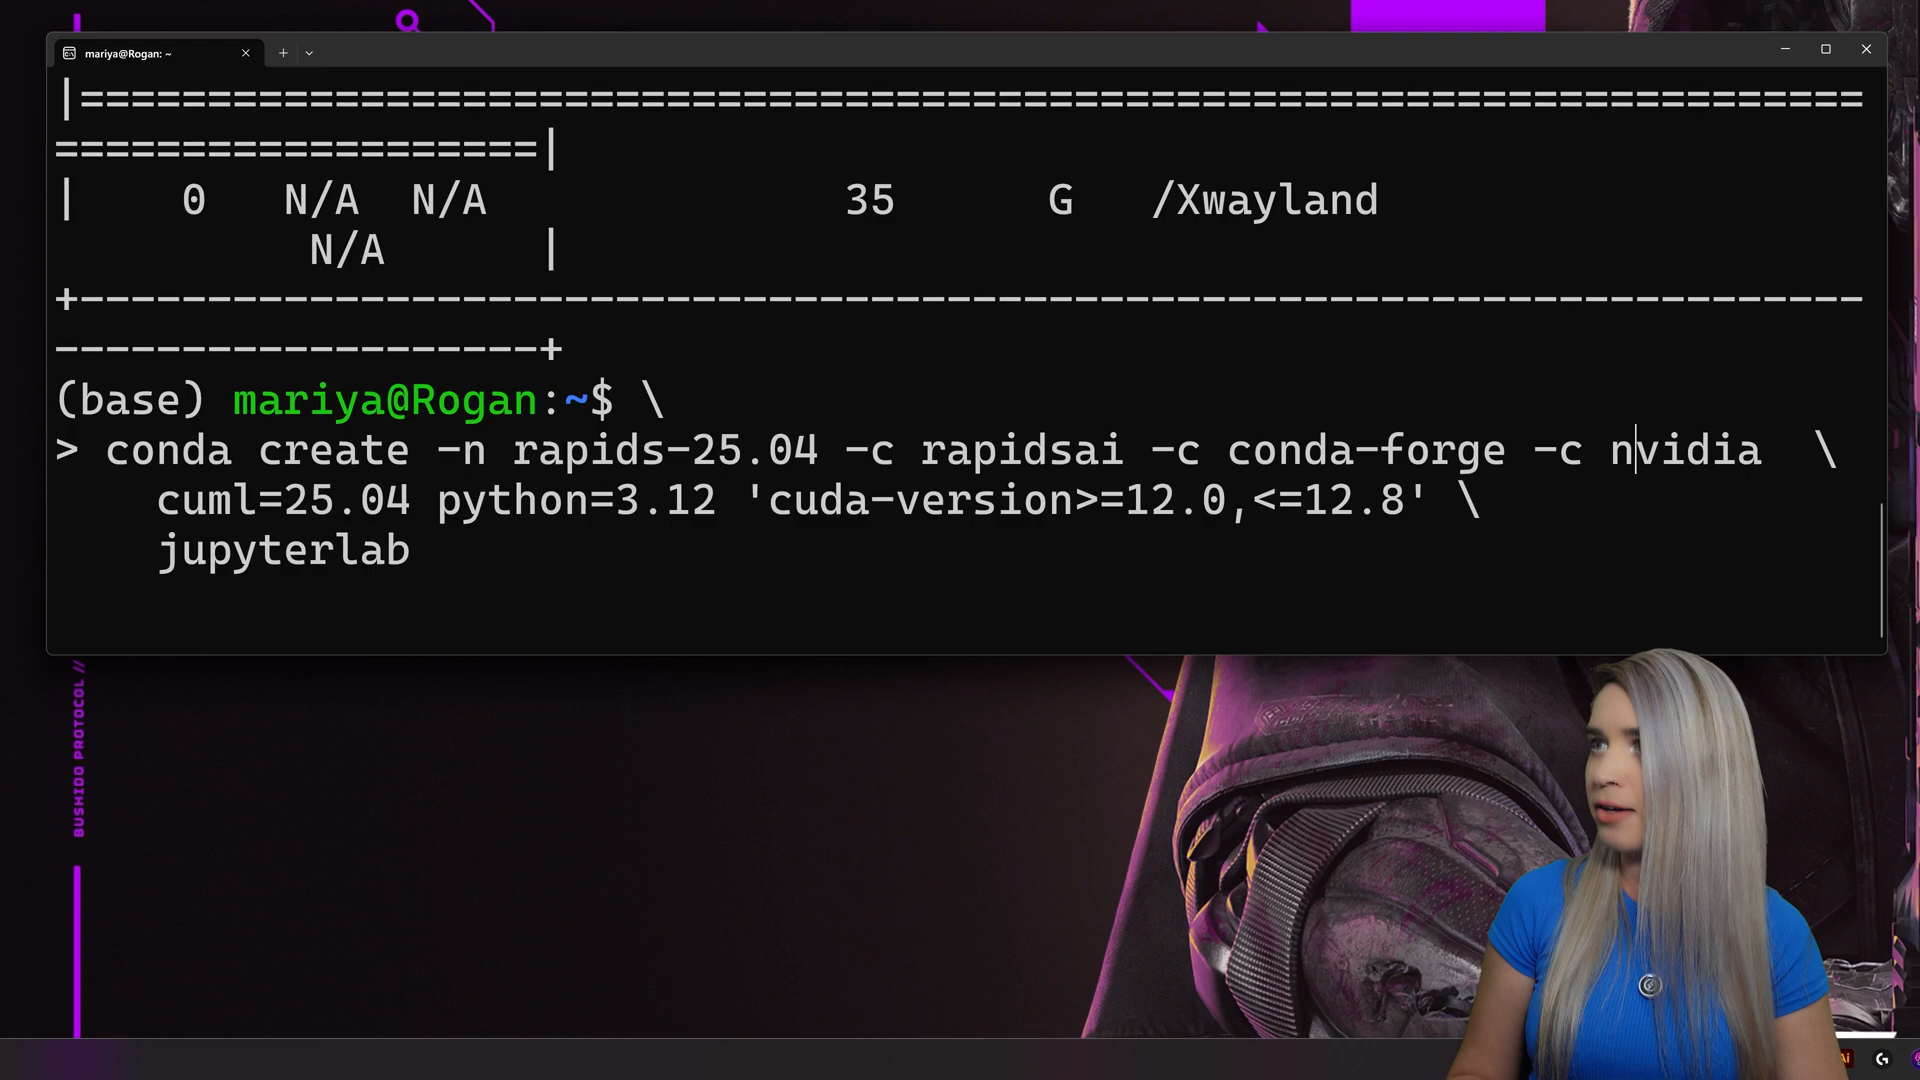 mariya@Rogan: ~
|======================================================================
===================|
|    0   N/A  N/A              35      G   /Xwayland
          N/A      |
+----------------------------------------------------------------------
-------------------+
(base) mariya@Rogan:~$ \
> conda create -n rapids-25.04 -c rapidsai -c conda-forge -c nvidia  \
    cuml=25.04 python=3.12 'cuda-version>=12.0,<=12.8' \
    jupyterlab
BUSHIDO PROTOCOL //
Ai